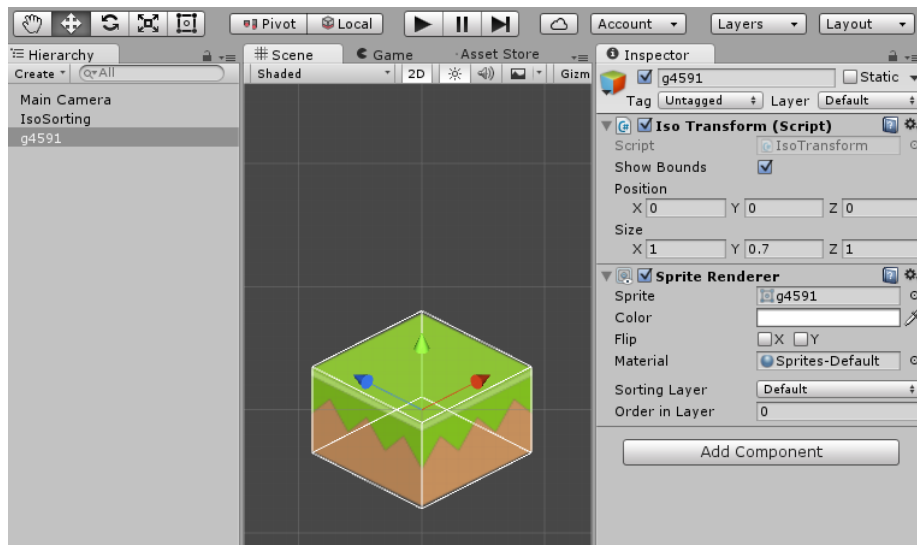 Pivot Local Account Layers Layout
Hierarchy
Create All
Main Camera
IsoSorting
g4591
Scene Game Asset Store
Shaded 2D Gizm
Inspector
g4591 Static
Tag Untagged Layer Default
Iso Transform (Script)
Script IsoTransform
Show Bounds
Position
X 0 Y 0 Z 0
Size
X 1 Y 0.7 Z 1
Sprite Renderer
Sprite g4591
Color
Flip X Y
Material Sprites-Default
Sorting Layer Default
Order in Layer 0
Add Component